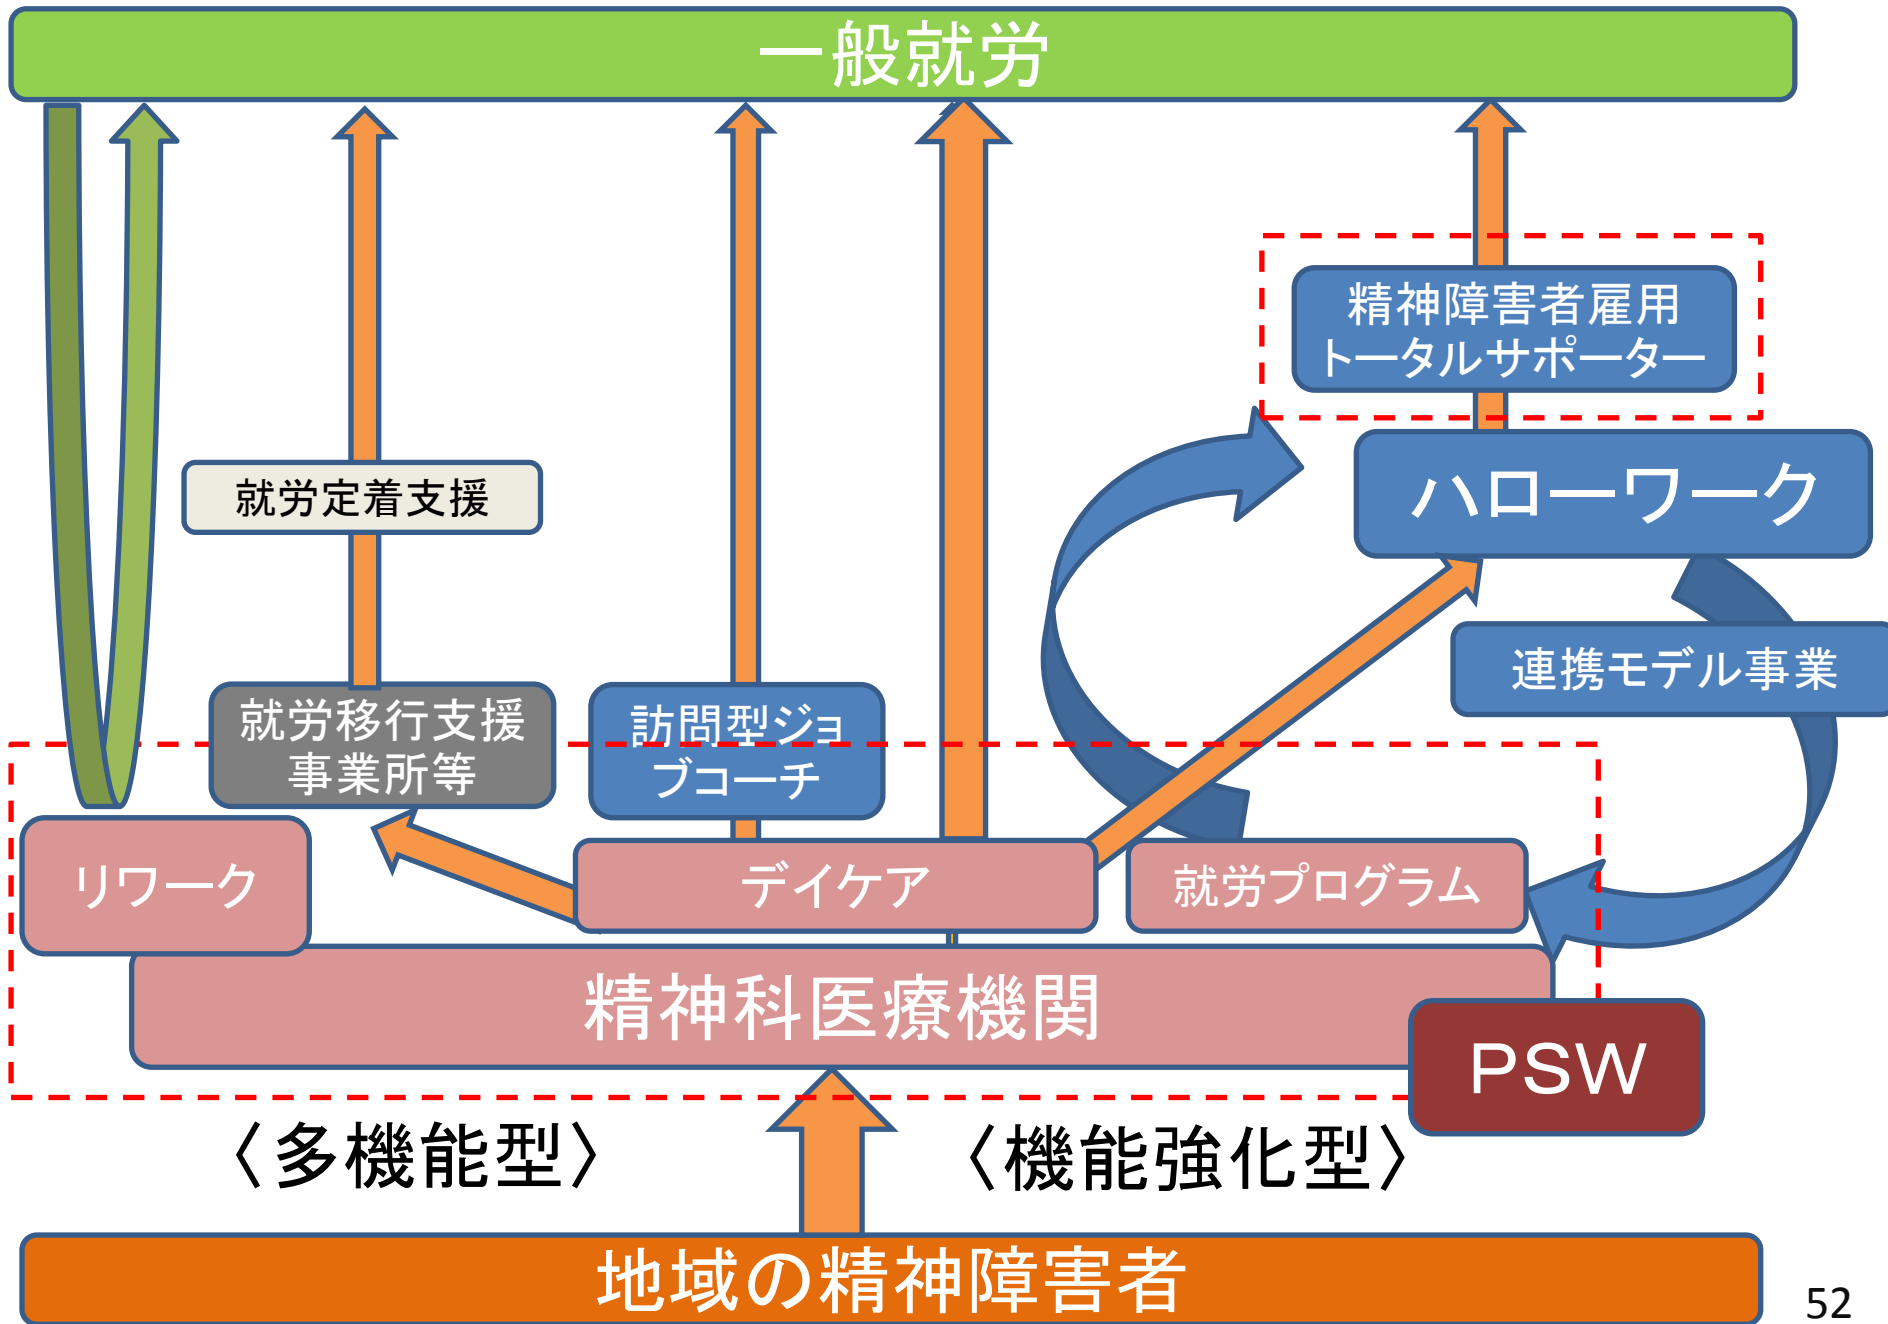 一般就労
精神障害者雇用
トータルサポーター
ハローワーク
就労定着支援
連携モデル事業
就労移行支援
事業所等
訪問型ジョ
ブコーチ
リワーク
デイケア
就労プログラム
精神科医療機関
PSW
〈多機能型〉
〈機能強化型〉
地域の精神障害者
52